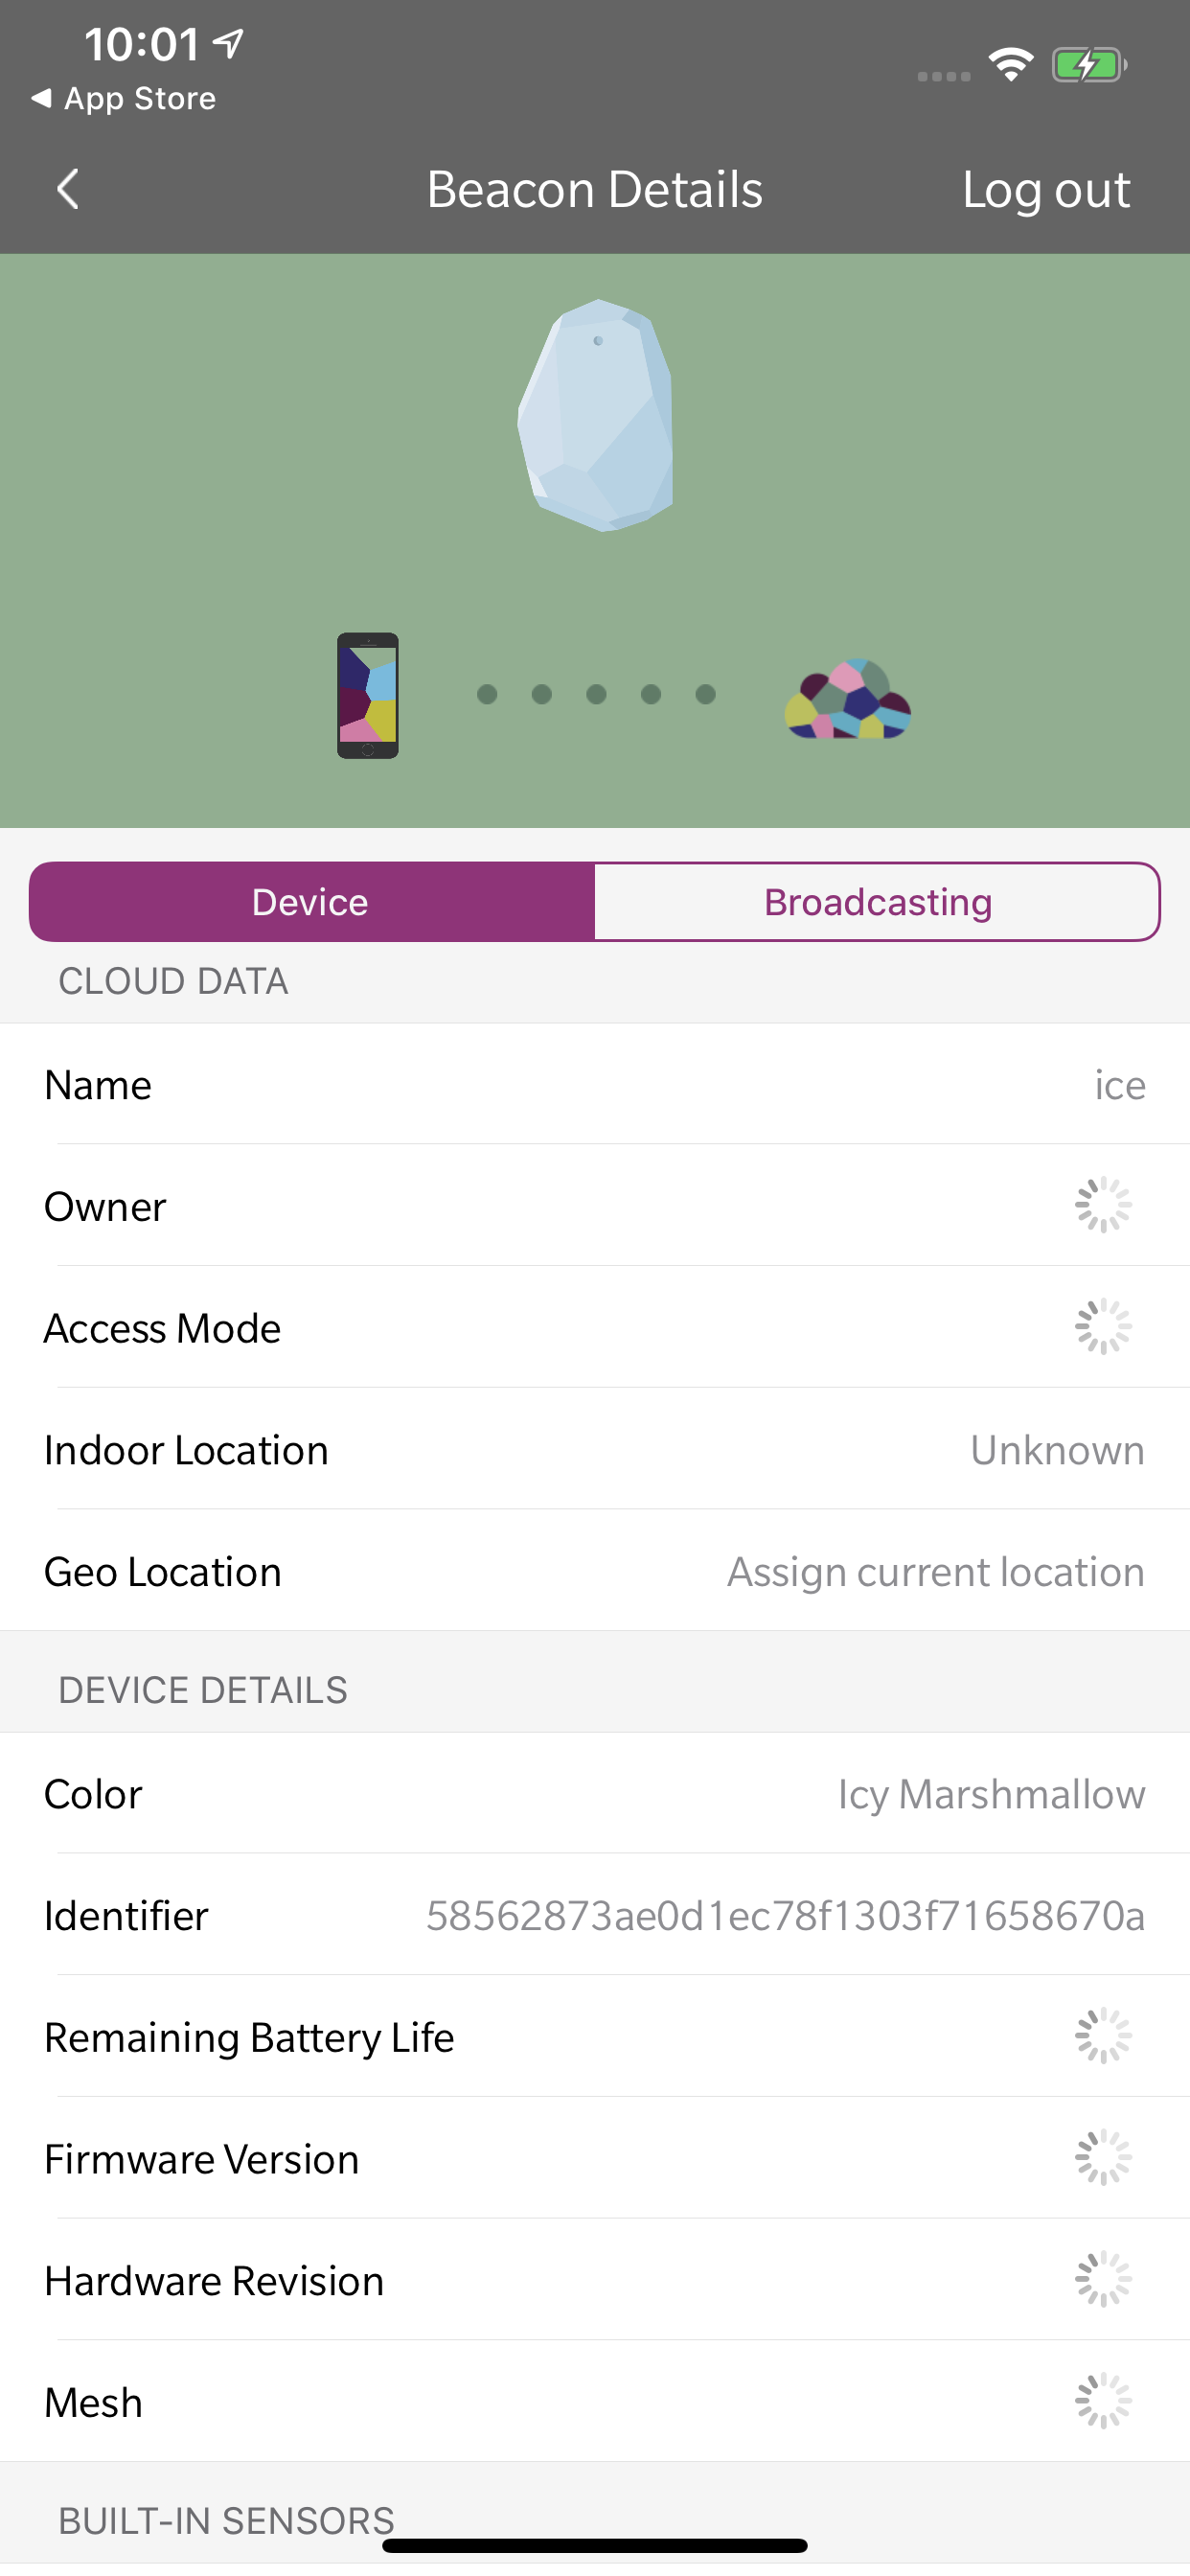 10:01
App Store
Beacon Details
Log out
Device
Broadcasting
CLOUD DATA
Name ice
Owner
Access Mode
Indoor Location Unknown
Geo Location Assign current location
DEVICE DETAILS
Color Icy Marshmallow
Identifier 58562873ae0d1ec78f1303f71658670a
Remaining Battery Life
Firmware Version
Hardware Revision
Mesh
BUILT-IN SENSORS